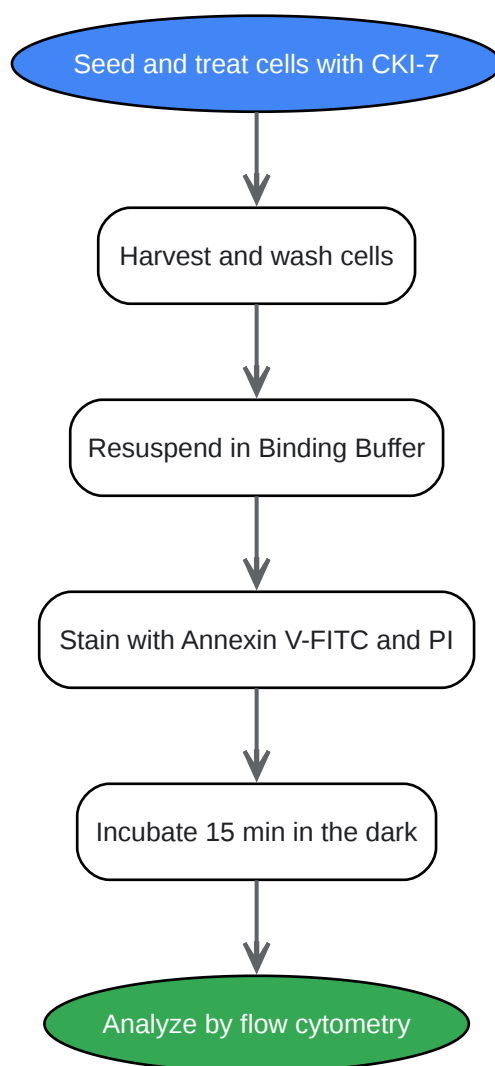 Seed and treat cells with CKI-7
Harvest and wash cells
Resuspend in Binding Buffer
Stain with Annexin V-FITC and PI
Incubate 15 min in the dark
Analyze by flow cytometry